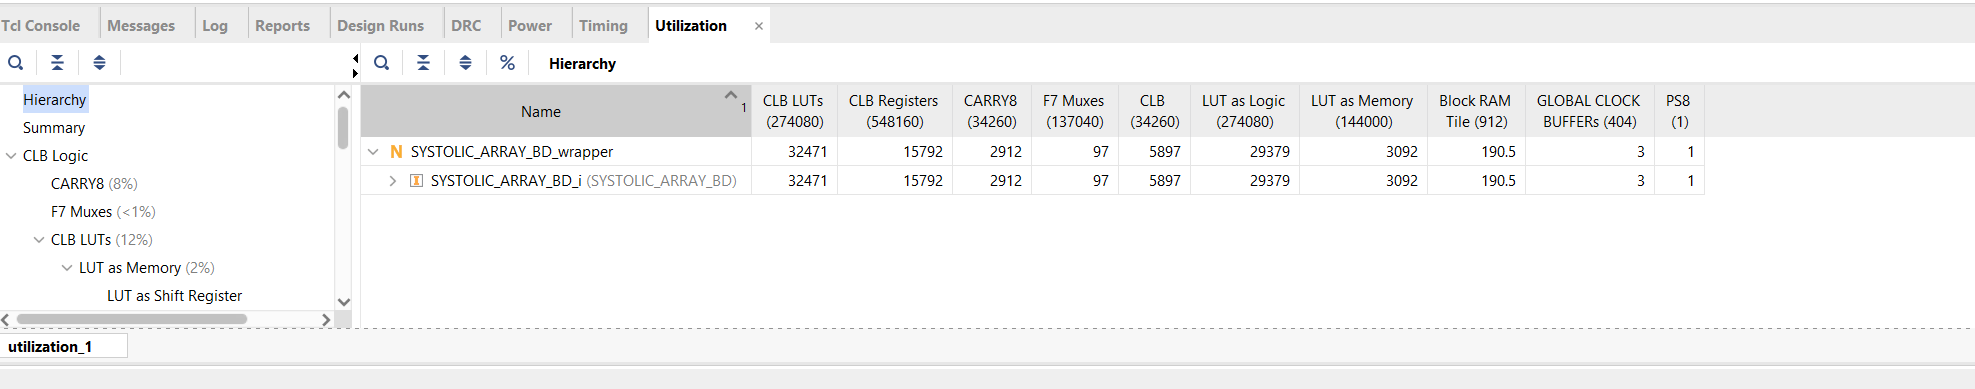 Tcl Console Messages Log Reports Design Runs DRC Power Timing Utilization ×
% Hierarchy
Hierarchy
Summary
CLB Logic
CARRY8 (8%)
F7 Muxes (<1%)
CLB LUTs (12%)
LUT as Memory (2%)
LUT as Shift Register
Name 1 CLB LUTs CLB Registers CARRY8 F7 Muxes CLB LUT as Logic LUT as Memory Block RAM GLOBAL CLOCK PS8
(274080) (548160) (34260) (137040) (34260) (274080) (144000) Tile (912) BUFFERs (404) (1)
N SYSTOLIC_ARRAY_BD_wrapper 32471 15792 2912 97 5897 29379 3092 190.5 3 1
I SYSTOLIC_ARRAY_BD_i (SYSTOLIC_ARRAY_BD) 32471 15792 2912 97 5897 29379 3092 190.5 3 1
utilization_1